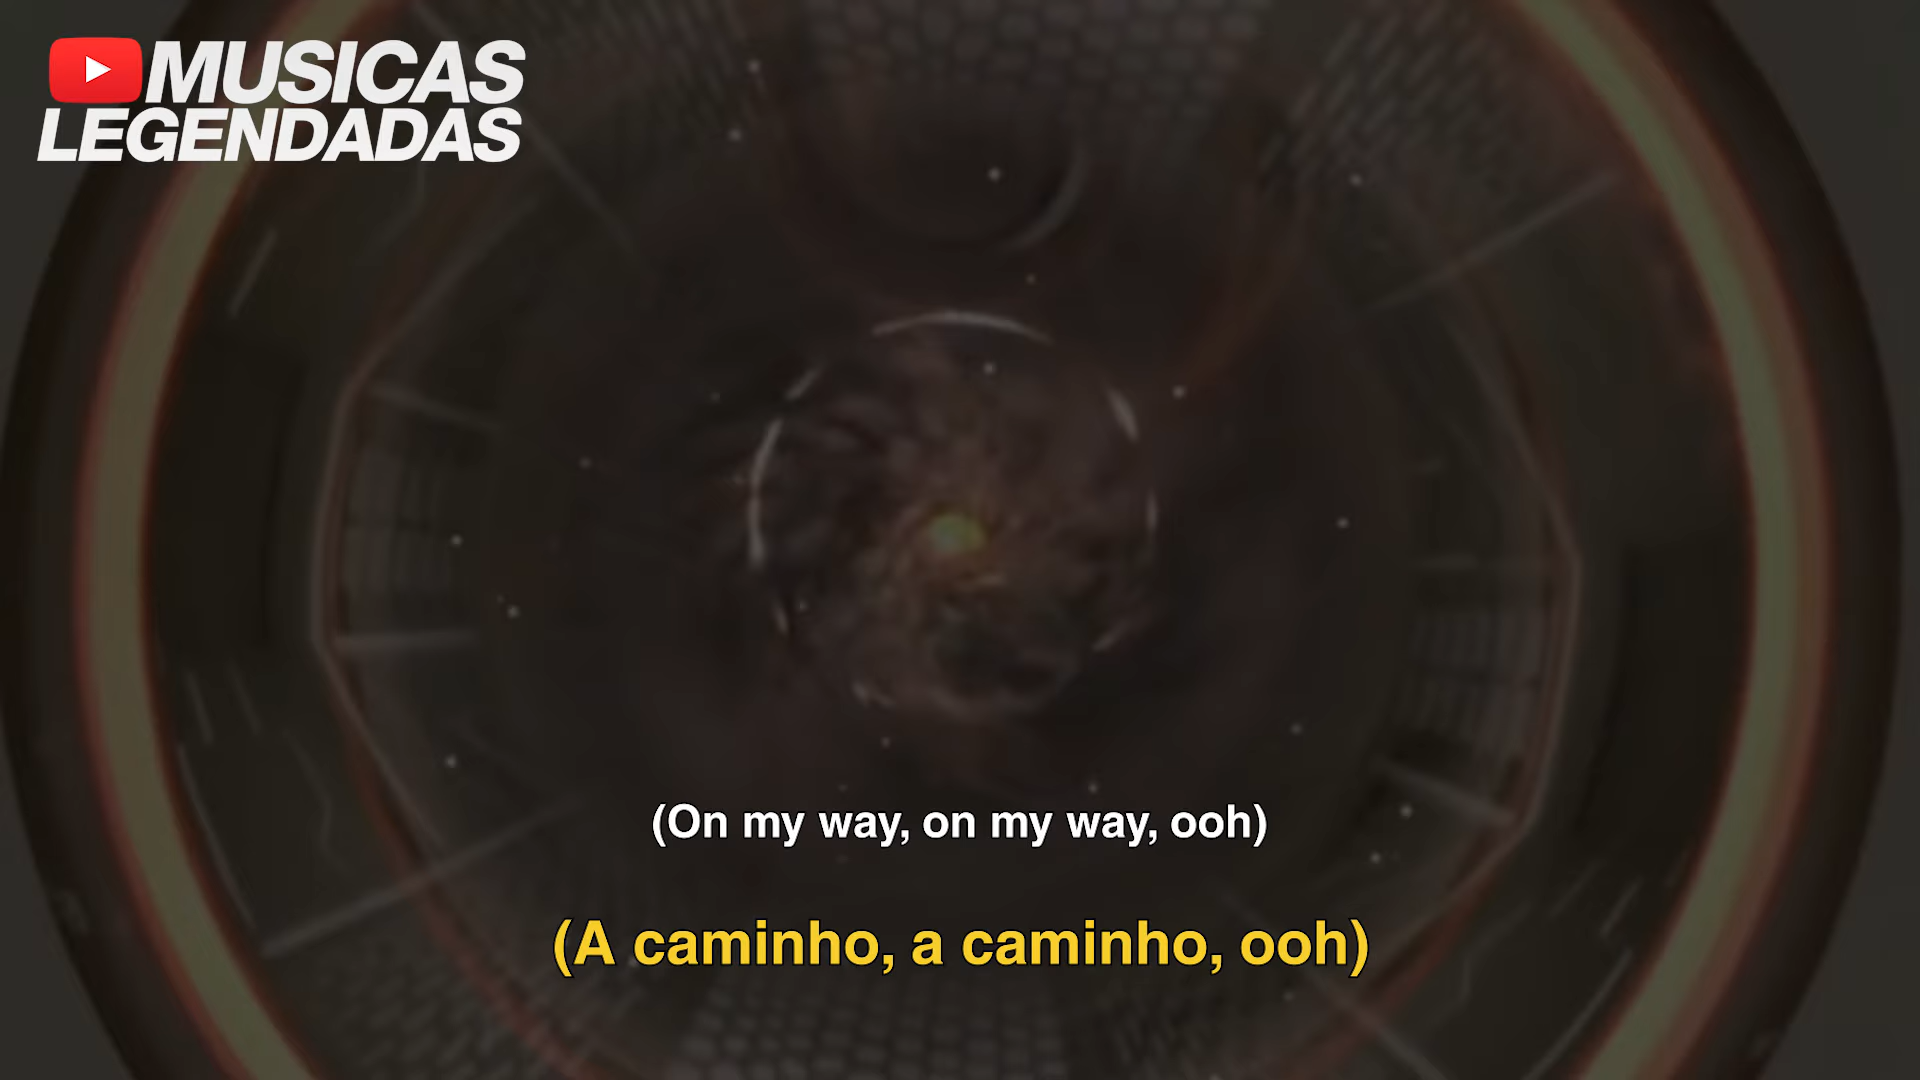 MUSICAS
LEGENDADAS
(On my way, on my way, ooh)
(A caminho, a caminho, ooh)